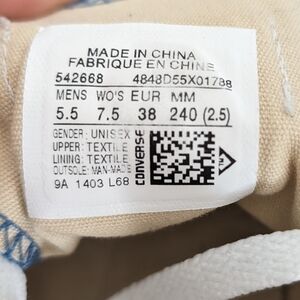 MADE IN CHINA
FABRIQUE EN CHINE
542668 4848D55X01788
MENS WO'S EUR MM
5.5 7.5 38 240 (2.5)
GENDER: UNISEX
UPPER: TEXTILE
LINING: TEXTILE
OUTSOLE: MAN-MADE
9A 1403 L68
CONVERSE